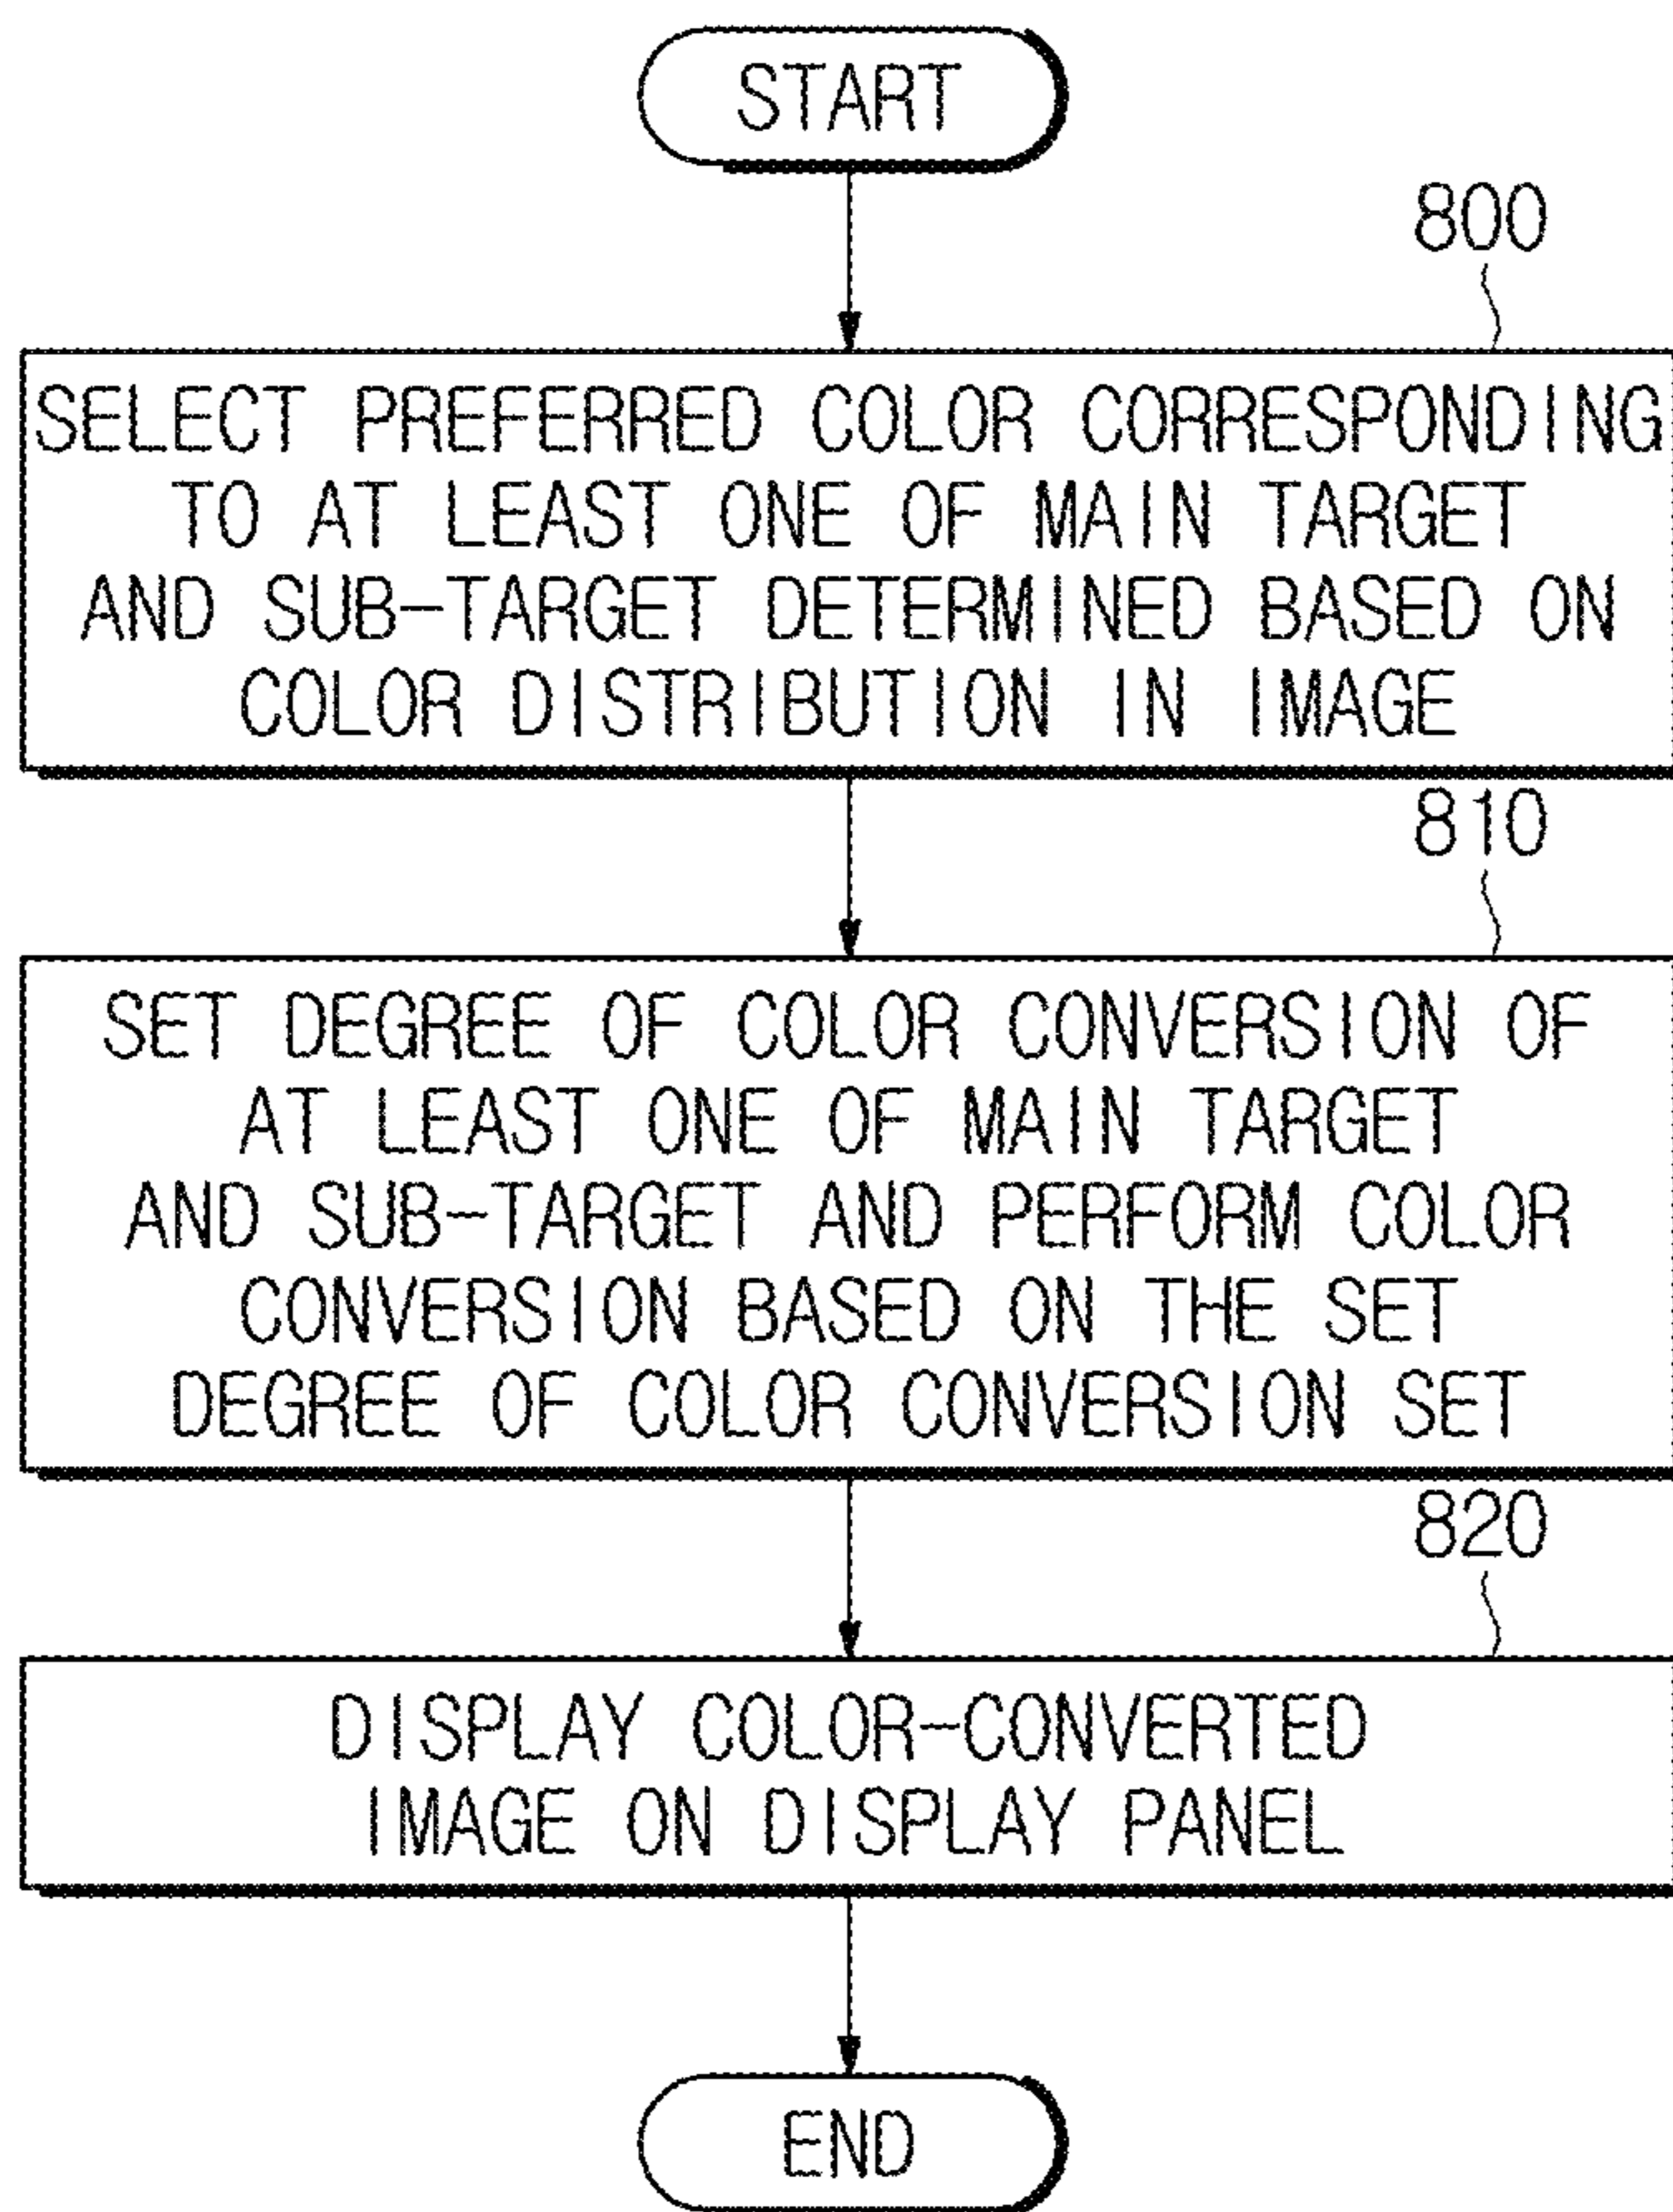 START
800
SELECT PREFERRED COLOR CORRESPONDING
TO AT LEAST ONE OF MAIN TARGET
AND SUB-TARGET DETERMINED BASED ON
COLOR DISTRIBUTION IN IMAGE
810
SET DEGREE OF COLOR CONVERSION OF
AT LEAST ONE OF MAIN TARGET
AND SUB-TARGET AND PERFORM COLOR
CONVERSION BASED ON THE SET
DEGREE OF COLOR CONVERSION SET
820
DISPLAY COLOR-CONVERTED
IMAGE ON DISPLAY PANEL
END